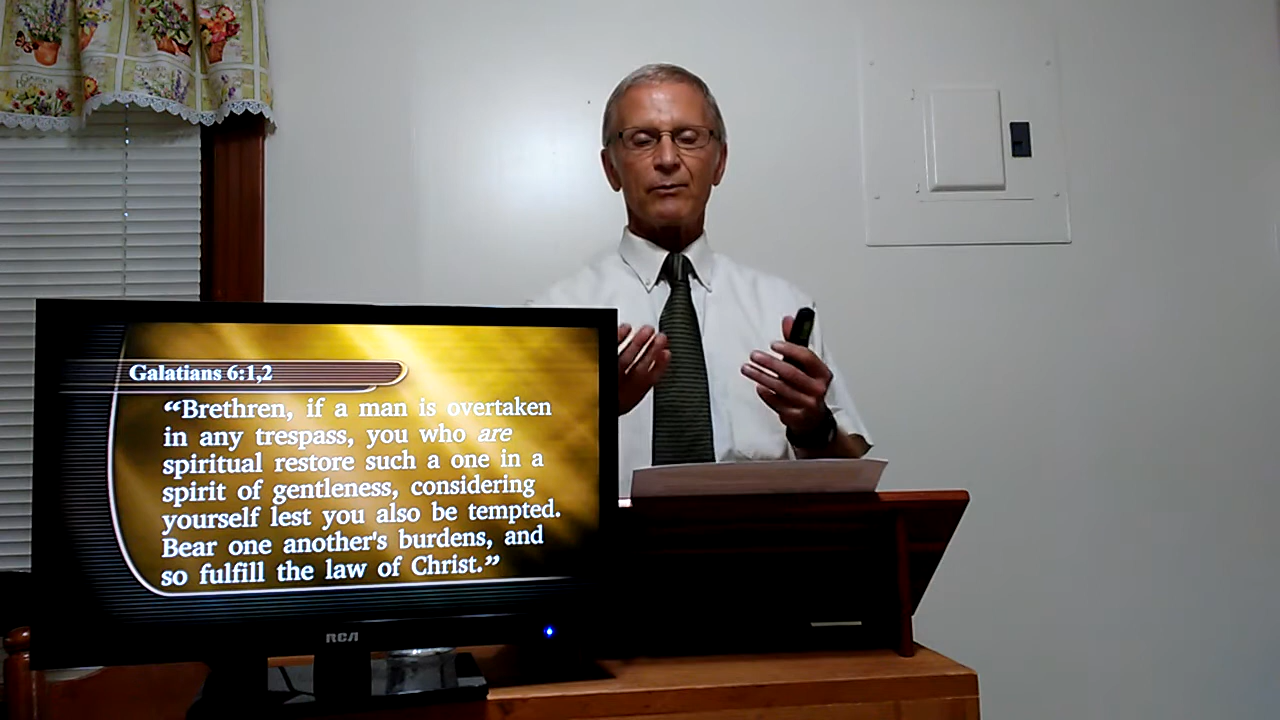 Galatians 6:1,2
“Brethren, if a man is overtaken
in any trespass, you who are
spiritual restore such a one in a
spirit of gentleness, considering
yourself lest you also be tempted.
Bear one another's burdens, and
so fulfill the law of Christ.”
RCA